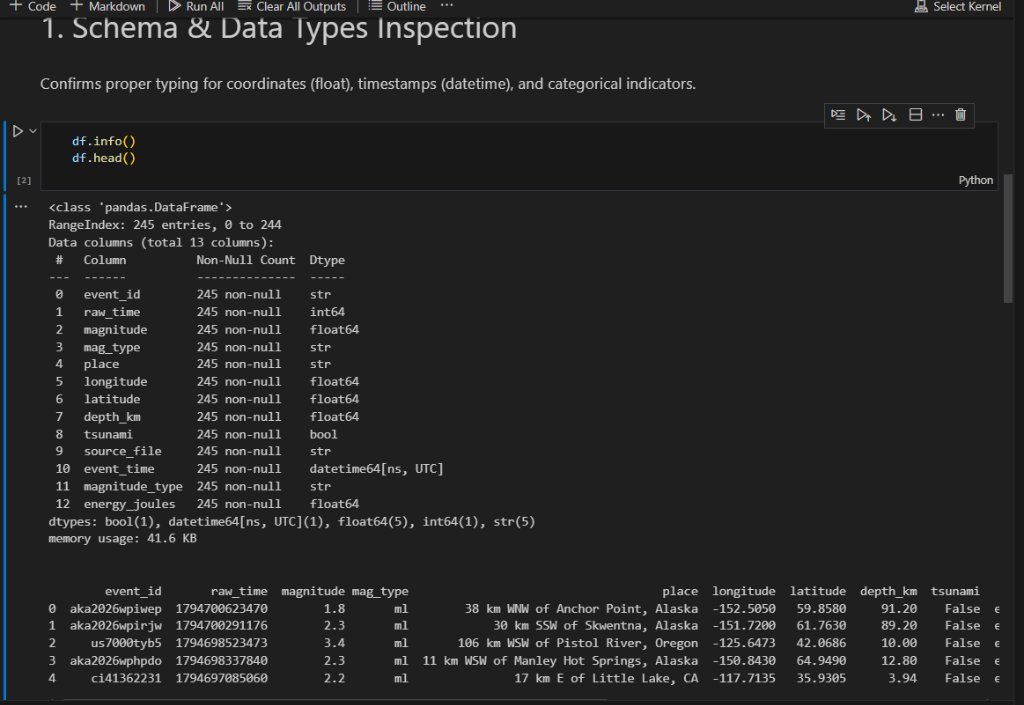 Code Markdown Run All Clear All Outputs Outline ... Select Kernel
1. Schema & Data Types Inspection
Confirms proper typing for coordinates (float), timestamps (datetime), and categorical indicators.
df.info()
df.head()
[2]
Python
<class 'pandas.DataFrame'>
RangeIndex: 245 entries, 0 to 244
Data columns (total 13 columns):
 #   Column          Non-Null Count  Dtype
---  ------          --------------  -----
 0   event_id        245 non-null    str
 1   raw_time        245 non-null    int64
 2   magnitude       245 non-null    float64
 3   mag_type        245 non-null    str
 4   place           245 non-null    str
 5   longitude       245 non-null    float64
 6   latitude        245 non-null    float64
 7   depth_km        245 non-null    float64
 8   tsunami         245 non-null    bool
 9   source_file     245 non-null    str
 10  event_time      245 non-null    datetime64[ns, UTC]
 11  magnitude_type  245 non-null    str
 12  energy_joules   245 non-null    float64
dtypes: bool(1), datetime64[ns, UTC](1), float64(5), int64(1), str(5)
memory usage: 41.6 KB
event_id raw_time magnitude mag_type place longitude latitude depth_km tsunami
0 aka2026wpiwep 1794700623470 1.8 ml 38 km WNW of Anchor Point, Alaska -152.5050 59.8580 91.20 False e
1 aka2026wpirjw 1794700291176 2.3 ml 30 km SSW of Skwentna, Alaska -151.7200 61.7630 89.20 False e
2 us7000tyb5 1794698523473 3.4 ml 106 km WSW of Pistol River, Oregon -125.6473 42.0686 10.00 False e
3 aka2026wphpdo 1794698337840 2.3 ml 11 km WSW of Manley Hot Springs, Alaska -150.8430 64.9490 12.80 False e
4 ci41362231 1794697085060 2.2 ml 17 km E of Little Lake, CA -117.7135 35.9305 3.94 False e